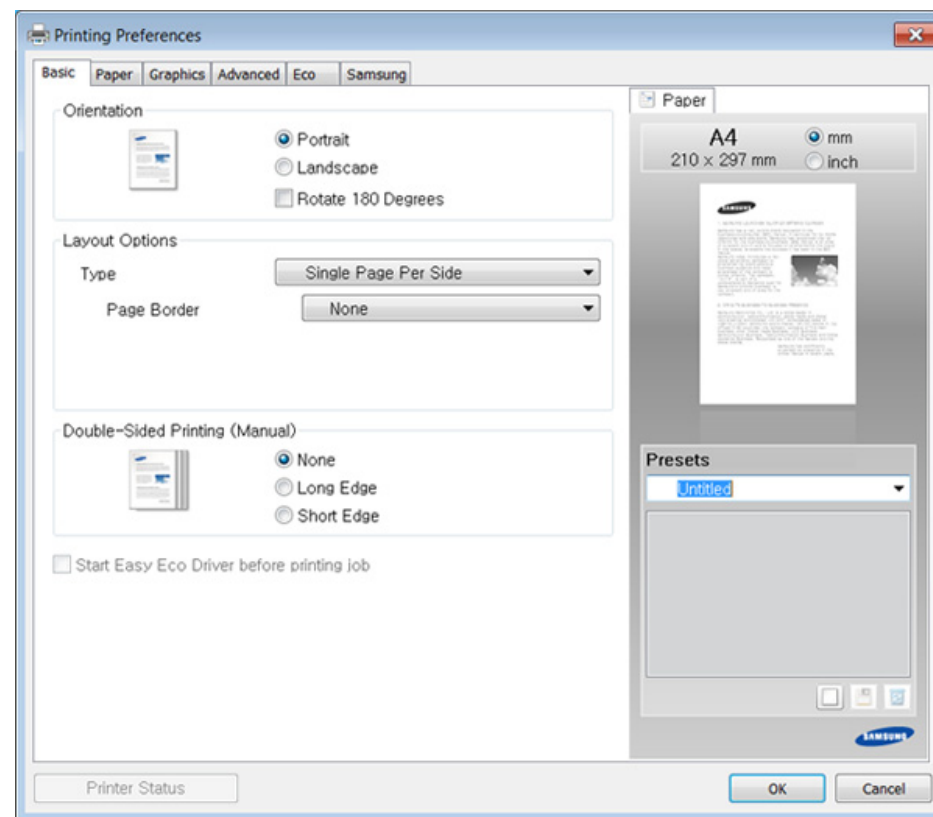 Printing Preferences
Basic Paper Graphics Advanced Eco Samsung
Orientation
Portrait
Landscape
Rotate 180 Degrees
Layout Options
Type Single Page Per Side
Page Border None
Double-Sided Printing (Manual)
None
Long Edge
Short Edge
Start Easy Eco Driver before printing job
Printer Status
Paper
A4
210 x 297 mm
mm
inch
SAMSUNG
Presets
Untitled
SAMSUNG
OK Cancel